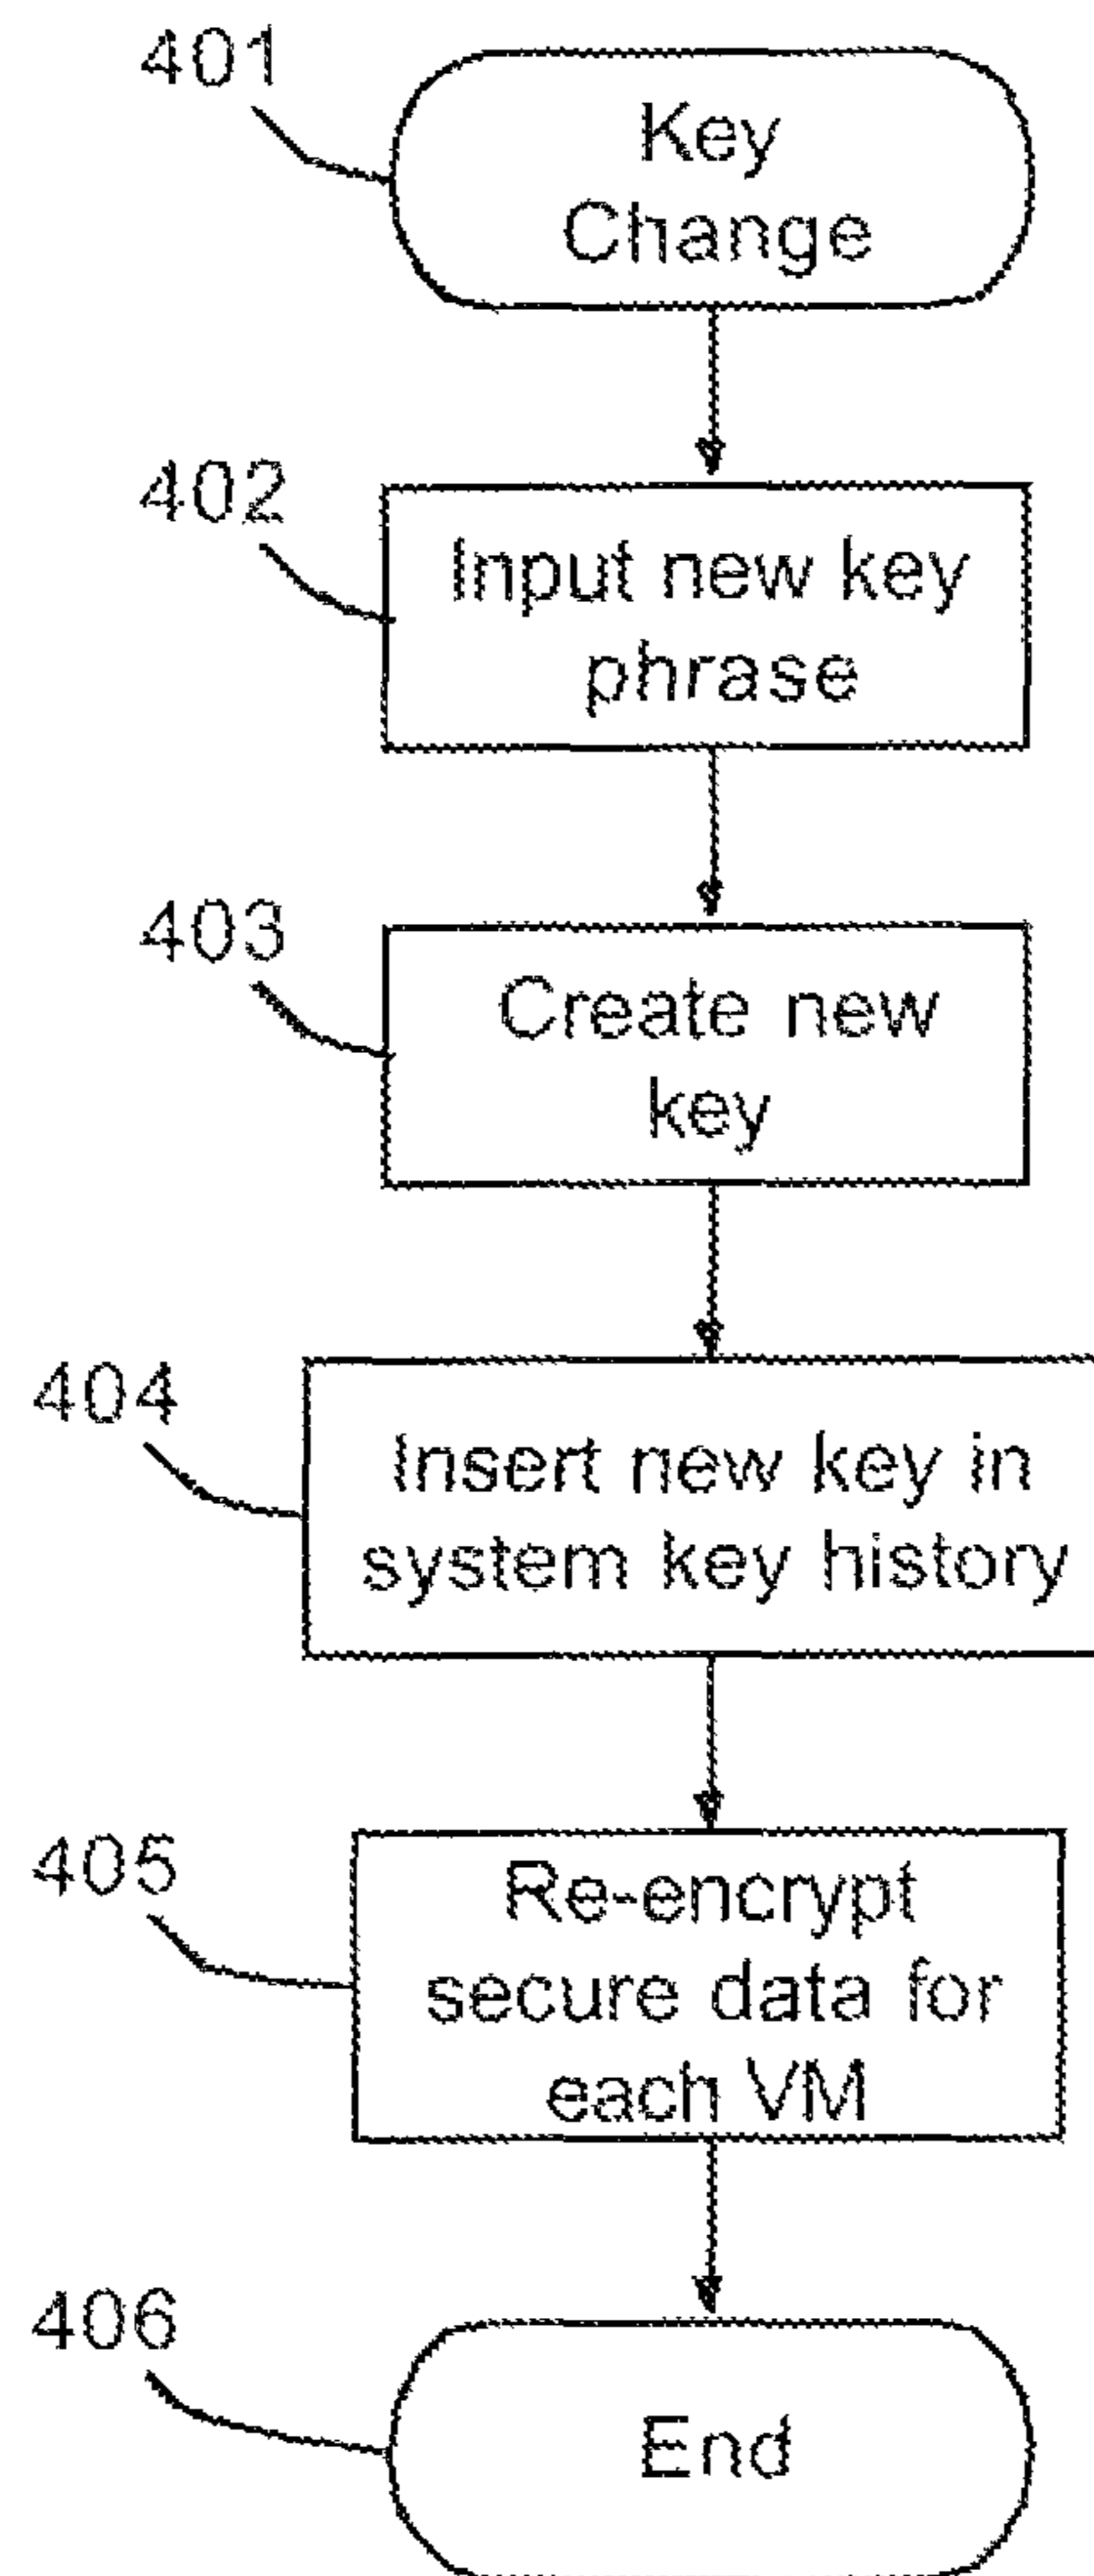 401
Key
Change
402
Input new key
phrase
403
Create new
key
404
Insert new key in
system key history
405
Re-encrypt
secure data for
each VM
406
End